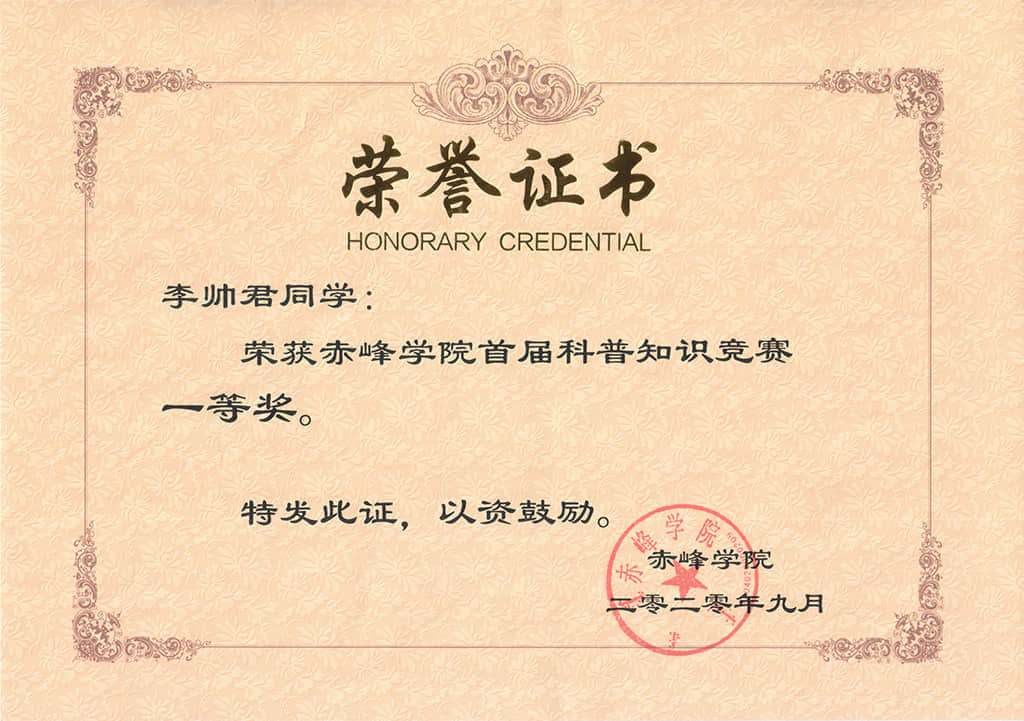 荣誉证书
HONORARY CREDENTIAL
李帅君同学：
荣获赤峰学院首届科普知识竞赛
一等奖。
特发此证，以资鼓励。
赤峰学院
赤峰学院
二零二零年九月